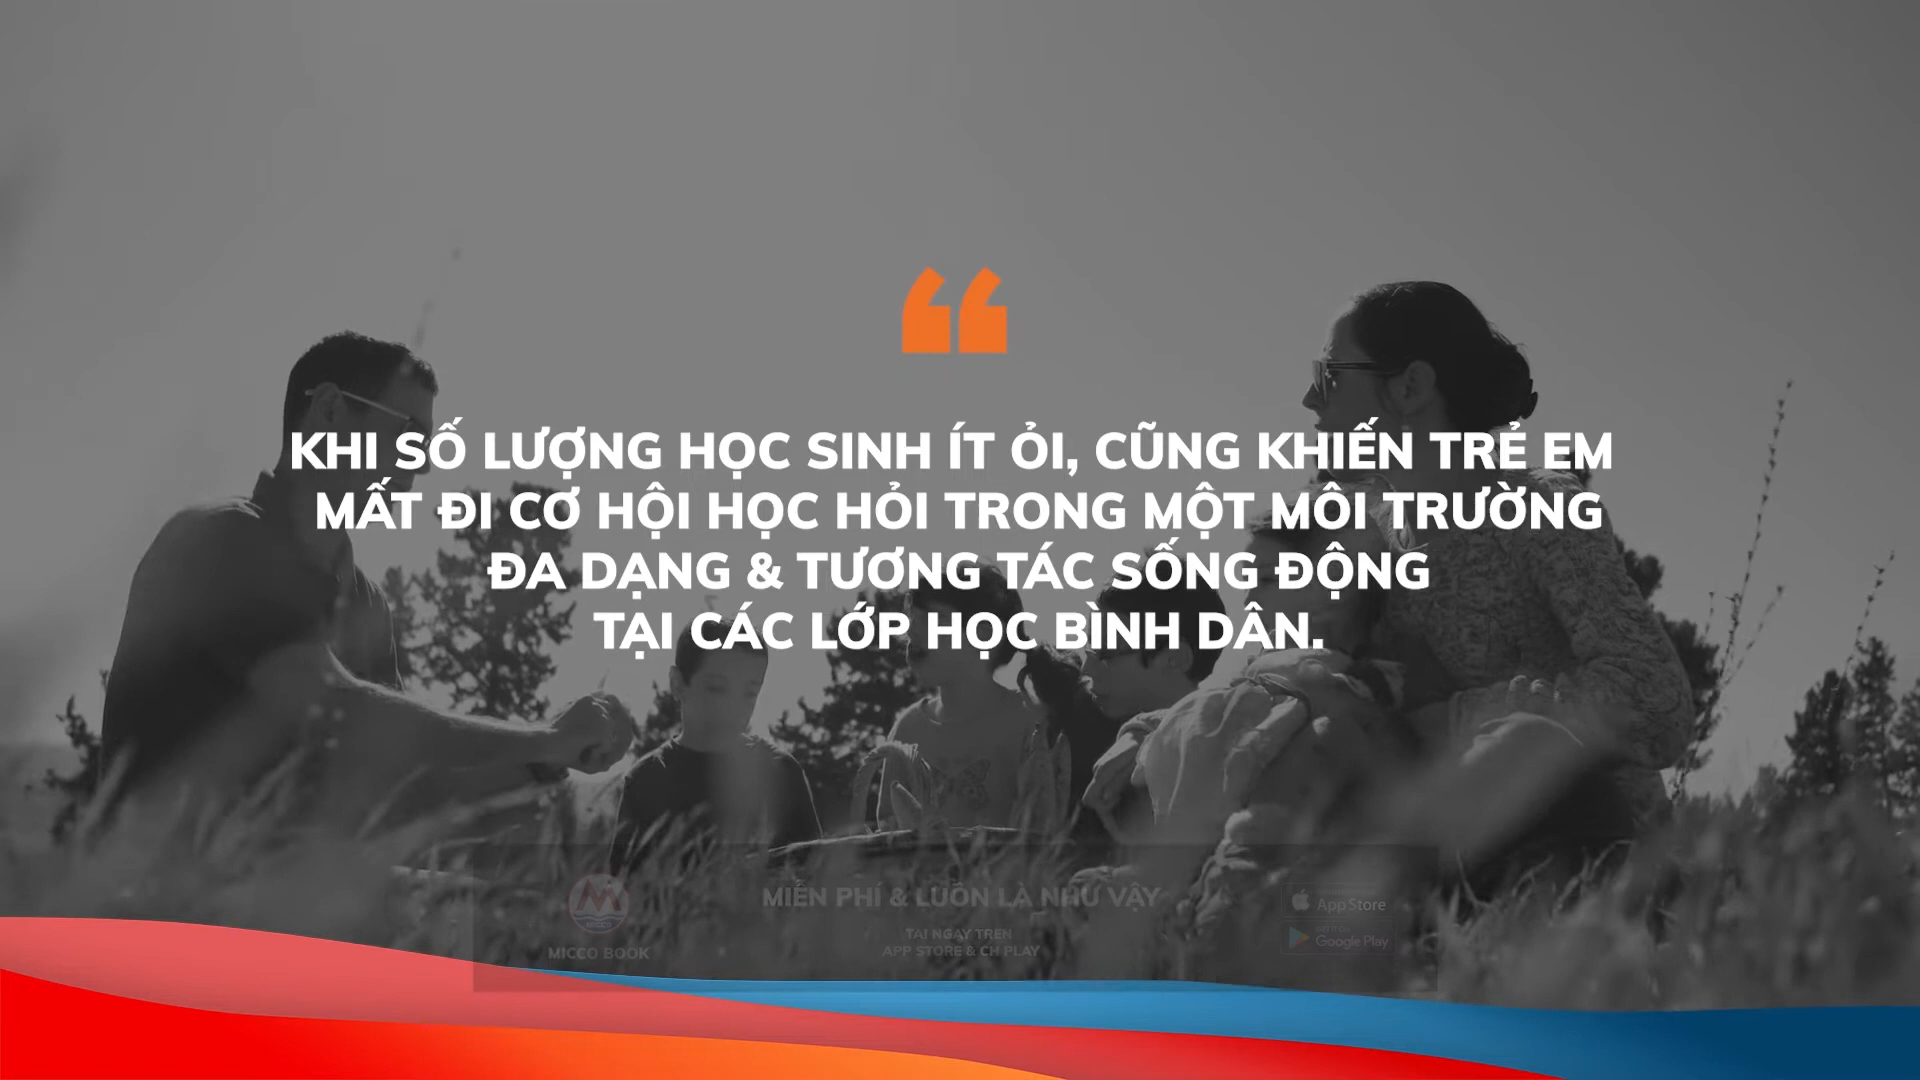 KHI SỐ LƯỢNG HỌC SINH ÍT ỎI, CŨNG KHIẾN TRẺ EM
MẤT ĐI CƠ HỘI HỌC HỎI TRONG MỘT MÔI TRƯỜNG
ĐA DẠNG & TƯƠNG TÁC SỐNG ĐỘNG
TẠI CÁC LỚP HỌC BÌNH DÂN.
MIỄN PHÍ & LUÔN LÀ NHƯ VẬY
TẠI NGAY TRÊN
APP STORE & CH PLAY
MICCO BOOK
App Store
Google Play